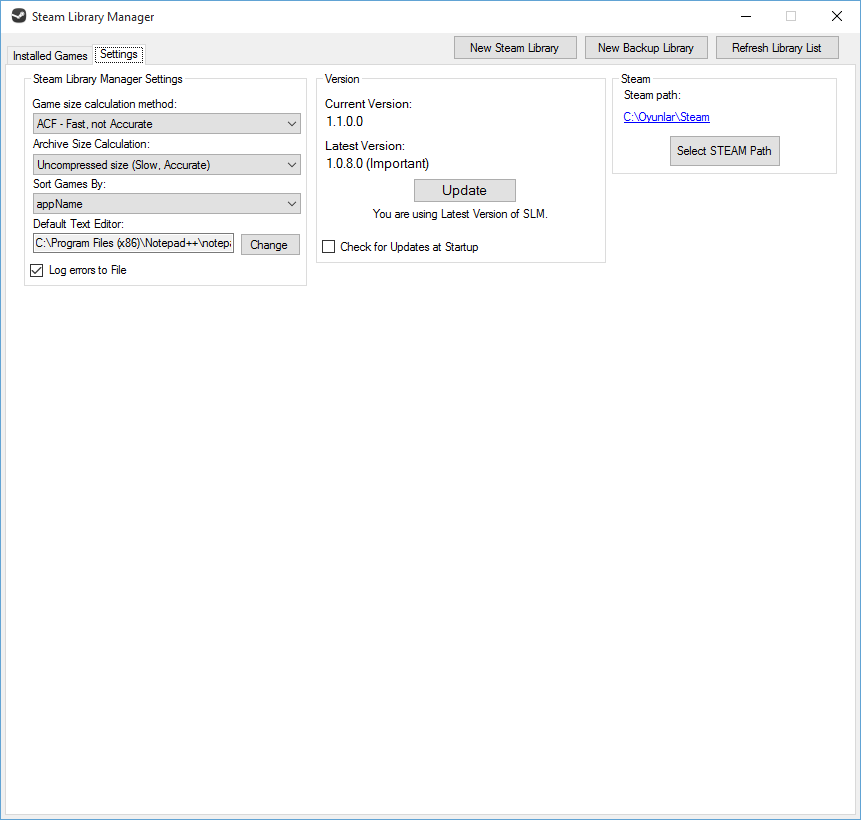 Steam Library Manager
Installed Games
Settings
New Steam Library
New Backup Library
Refresh Library List
Steam Library Manager Settings
Game size calculation method:
ACF - Fast, not Accurate
Archive Size Calculation:
Uncompressed size (Slow, Accurate)
Sort Games By:
appName
Default Text Editor:
C:\Program Files (x86)\Notepad++\notepa
Change
Log errors to File
Version
Current Version:
1.1.0.0
Latest Version:
1.0.8.0 (Important)
Update
You are using Latest Version of SLM.
Check for Updates at Startup
Steam
Steam path:
C:\Oyunlar\Steam
Select STEAM Path